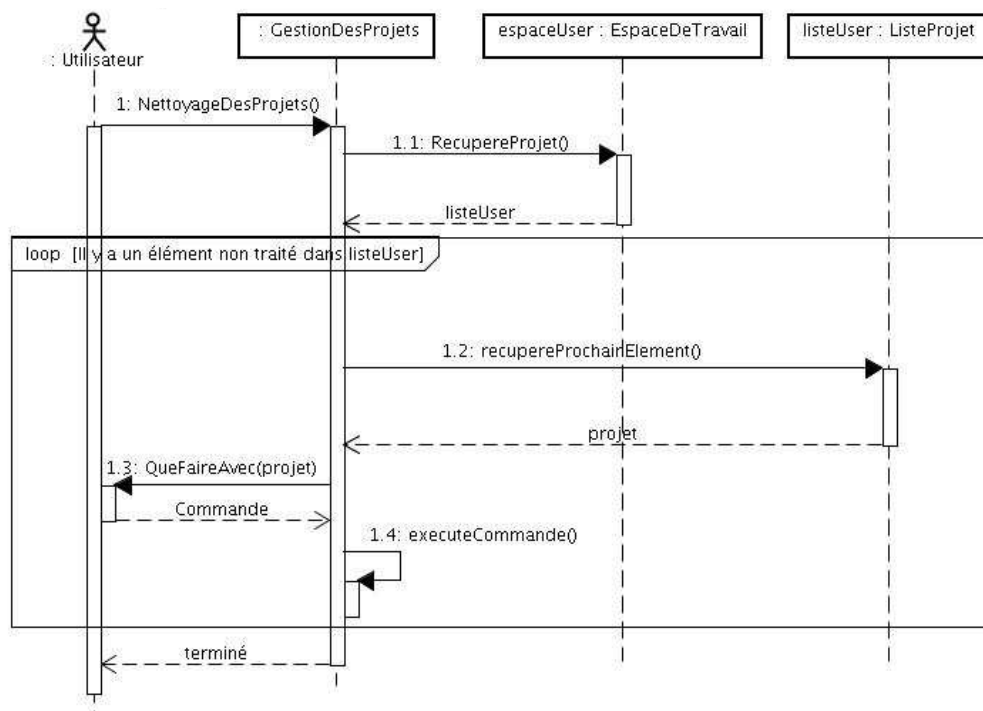 : GestionDesProjets
espaceUser : EspaceDeTravail
listeUser : ListeProjet
: Utilisateur
1: NettoyageDesProjets()
1.1: RecupereProjet()
listeUser
loop [Il y a un élément non traité dans listeUser]
1.2: recupereProchainElement()
projet
1.3: QueFaireAvec(projet)
Commande
1.4: executeCommande()
terminé